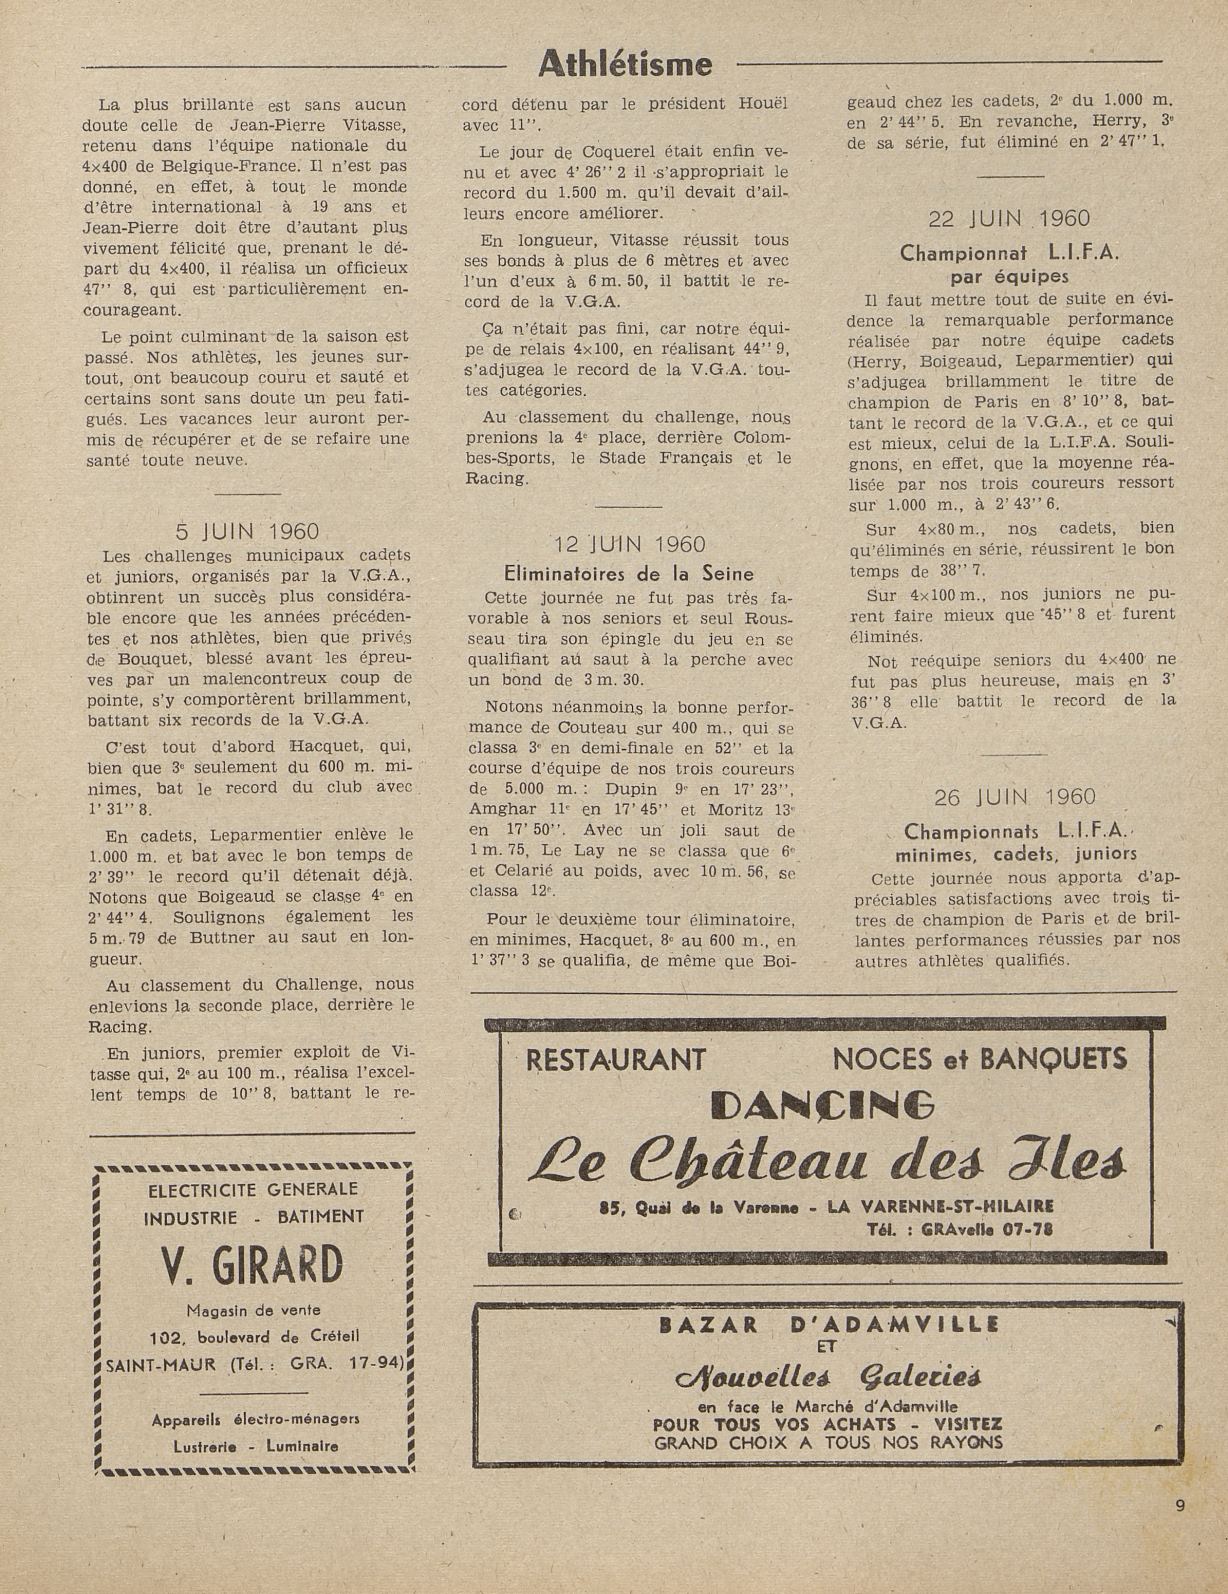 Athlétisme
La plus brillante est sans aucun
doute celle de Jean-Pierre Vitasse,
retenu dans l'équipe nationale du
4×400 de Belgique-France. Il n'est pas
donné, en effet, à tout le monde
d'être international à 19 ans et
Jean-Pierre doit être d'autant plus
vivement félicité que, prenant le dé-
part du 4×400, il réalisa un officieux
47'' 8, qui est particulièrement en-
courageant.
Le point culminant de la saison est
passé. Nos athlètes, les jeunes sur-
tout, ont beaucoup couru et sauté et
certains sont sans doute un peu fati-
gués. Les vacances leur auront per-
mis de récupérer et de se refaire une
santé toute neuve.
5 JUIN 1960
Les challenges municipaux cadets
et juniors, organisés par la V.G.A.,
obtinrent un succès plus considéra-
ble encore que les années précéden-
tes et nos athlètes, bien que privés
de Bouquet, blessé avant les épreu-
ves par un malencontreux coup de
pointe, s'y comportèrent brillamment,
battant six records de la V.G.A.
C'est tout d'abord Hacquet, qui,
bien que 3e seulement du 600 m. mi-
nimes, bat le record du club avec
1' 31'' 8.
En cadets, Leparmentier enlève le
1.000 m. et bat avec le bon temps de
2' 39'' le record qu'il détenait déjà.
Notons que Boigeaud se classe 4e en
2' 44'' 4. Soulignons également les
5 m. 79 de Buttner au saut en lon-
gueur.
Au classement du Challenge, nous
enlevions la seconde place, derrière le
Racing.
En juniors, premier exploit de Vi-
tasse qui, 2e au 100 m., réalisa l'excel-
lent temps de 10'' 8, battant le re-
cord détenu par le président Houël
avec 11''.
Le jour de Coquerel était enfin ve-
nu et avec 4' 26'' 2 il s'appropriait le
record du 1.500 m. qu'il devait d'ail-
leurs encore améliorer.
En longueur, Vitasse réussit tous
ses bonds à plus de 6 mètres et avec
l'un d'eux à 6 m. 50, il battit le re-
cord de la V.G.A.
Ça n'était pas fini, car notre équi-
pe de relais 4×100, en réalisant 44'' 9,
s'adjugea le record de la V.G.A. tou-
tes catégories.
Au classement du challenge, nous
prenions la 4e place, derrière Colom-
bes-Sports, le Stade Français et le
Racing.
12 JUIN 1960
Eliminatoires de la Seine
Cette journée ne fut pas très fa-
vorable à nos seniors et seul Rous-
seau tira son épingle du jeu en se
qualifiant au saut à la perche avec
un bond de 3 m. 30.
Notons néanmoins la bonne perfor-
mance de Couteau sur 400 m., qui se
classa 3e en demi-finale en 52'' et la
course d'équipe de nos trois coureurs
de 5.000 m. : Dupin 9e en 17' 23'',
Amghar 11e en 17' 45'' et Moritz 13e
en 17' 50''. Avec un joli saut de
1 m. 75, Le Lay ne se classa que 6e
et Celarié au poids, avec 10 m. 56, se
classa 12e.
Pour le deuxième tour éliminatoire,
en minimes, Hacquet, 8e au 600 m., en
1' 37'' 3 se qualifia, de même que Boi-
geaud chez les cadets, 2e du 1.000 m.
en 2' 44'' 5. En revanche, Herry, 3e
de sa série, fut éliminé en 2' 47'' 1.
22 JUIN 1960
Championnat L.I.F.A.
par équipes
Il faut mettre tout de suite en évi-
dence la remarquable performance
réalisée par notre équipe cadets
(Herry, Boigeaud, Leparmentier) qui
s'adjugea brillamment le titre de
champion de Paris en 8' 10'' 8, bat-
tant le record de la V.G.A., et ce qui
est mieux, celui de la L.I.F.A. Souli-
gnons, en effet, que la moyenne réa-
lisée par nos trois coureurs ressort
sur 1.000 m., à 2' 43'' 6.
Sur 4×80 m., nos cadets, bien
qu'éliminés en série, réussirent le bon
temps de 38'' 7.
Sur 4×100 m., nos juniors ne pu-
rent faire mieux que 45'' 8 et furent
éliminés.
Not reéquipe seniors du 4×400 ne
fut pas plus heureuse, mais en 3'
36'' 8 elle battit le record de la
V.G.A.
26 JUIN 1960
Championnats L.I.F.A.
minimes, cadets, juniors
Cette journée nous apporta d'ap-
préciables satisfactions avec trois ti-
tres de champion de Paris et de bril-
lantes performances réussies par nos
autres athlètes qualifiés.
ELECTRICITE GENERALE
INDUSTRIE - BATIMENT
V. GIRARD
Magasin de vente
102, boulevard de Créteil
SAINT-MAUR (Tél. : GRA. 17-94)
Appareils électro-ménagers
Lustrerie - Luminaire
RESTAURANT NOCES et BANQUETS
DANCING
Le Château des Iles
85, Quai de la Varenne - LA VARENNE-ST-HILAIRE
Tél. : GRAvelle 07-78
BAZAR D'ADAMVILLE
ET
Nouvelles Galeries
en face le Marché d'Adamville
POUR TOUS VOS ACHATS - VISITEZ
GRAND CHOIX A TOUS NOS RAYONS
9